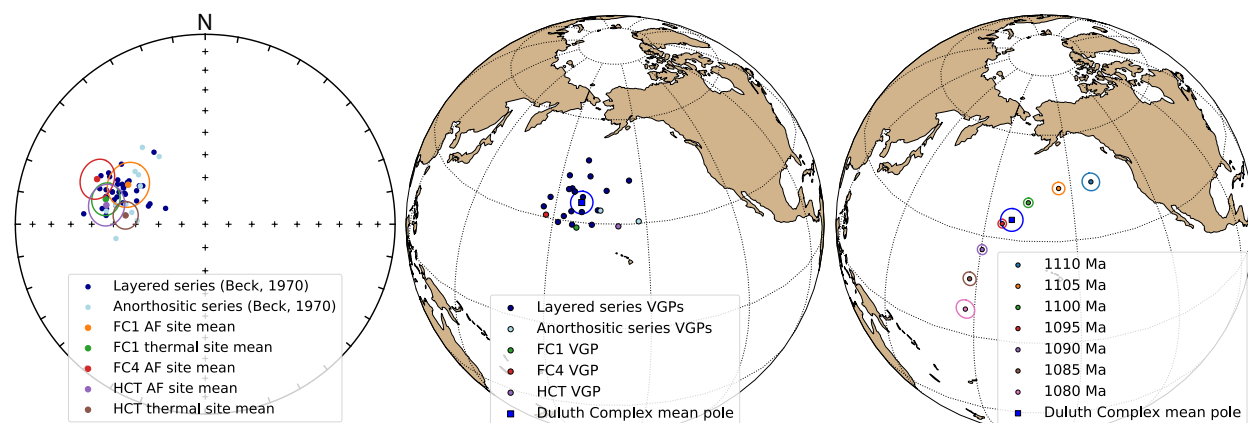 N
Layered series (Beck, 1970)
Anorthositic series (Beck, 1970)
FC1 AF site mean
FC1 thermal site mean
FC4 AF site mean
HCT AF site mean
HCT thermal site mean
Layered series VGPs
Anorthositic series VGPs
FC1 VGP
FC4 VGP
HCT VGP
Duluth Complex mean pole
1110 Ma
1105 Ma
1100 Ma
1095 Ma
1090 Ma
1085 Ma
1080 Ma
Duluth Complex mean pole